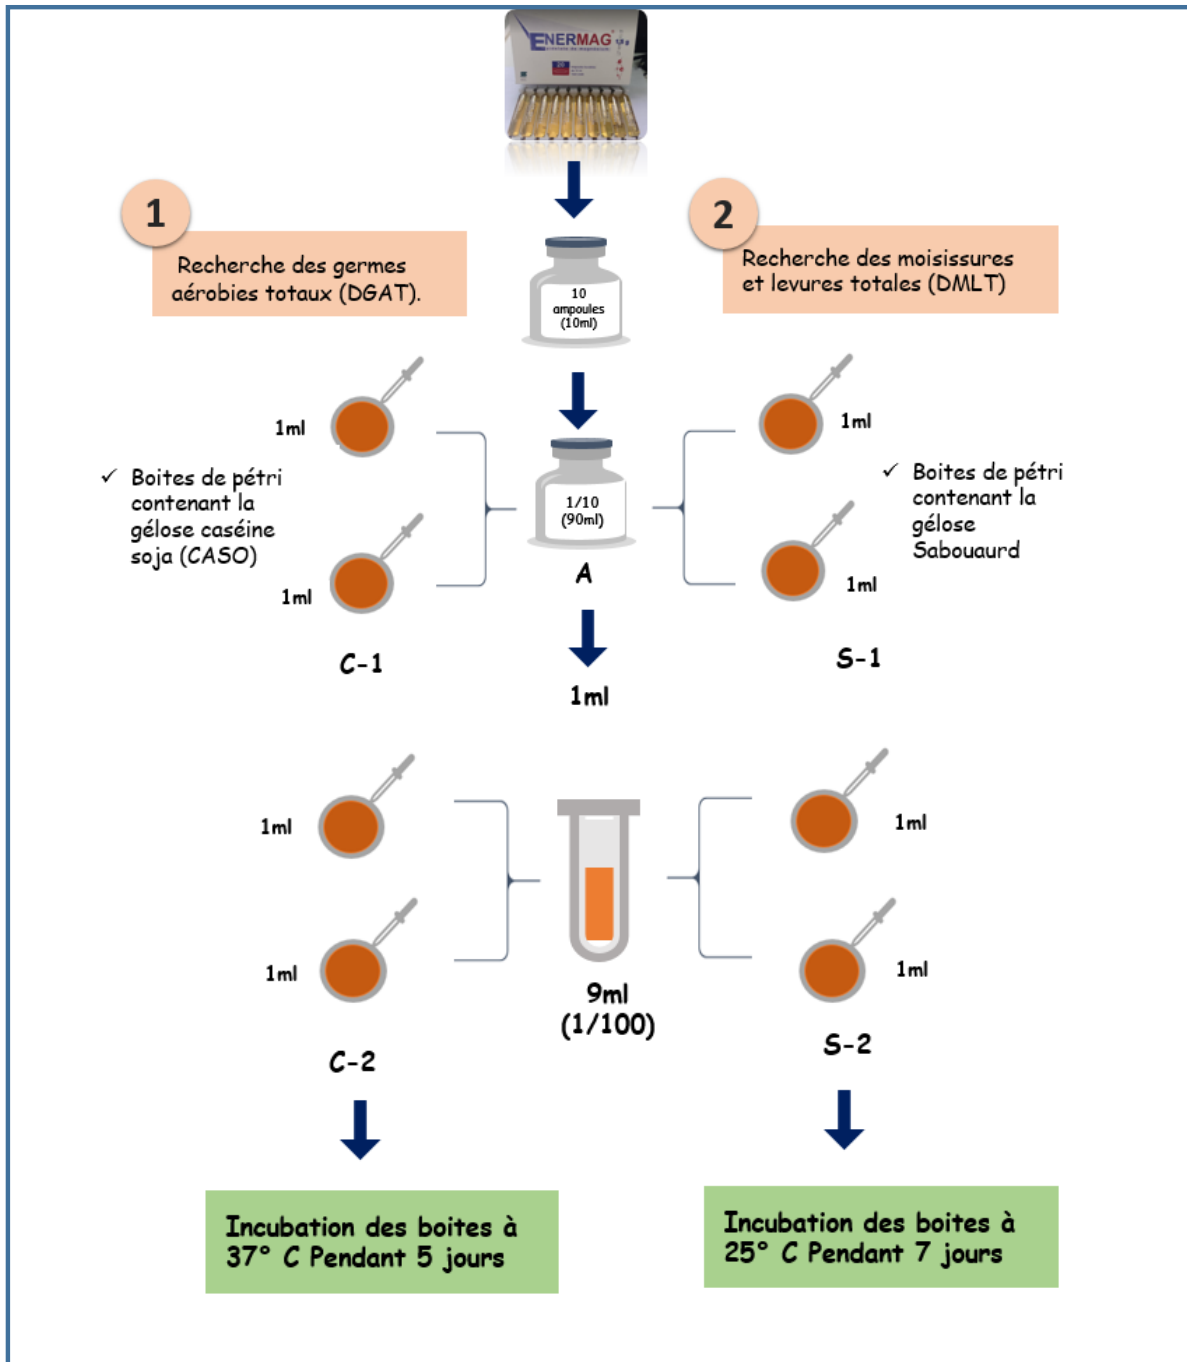 ENERMAG
1
Recherche des germes
aérobies totaux (DGAT).
2
Recherche des moisissures
et levures totales (DMLT)
10
ampoules
(10ml)
1ml
1ml
✓ Boites de pétri
contenant la
gélose caséine
soja (CASO)
1/10
(90ml)
✓ Boites de pétri
contenant la
gélose
Sabouaurd
A
1ml
1ml
C-1
S-1
1ml
1ml
1ml
1ml
1ml
9ml
(1/100)
C-2
S-2
Incubation des boites à
37° C Pendant 5 jours
Incubation des boites à
25° C Pendant 7 jours